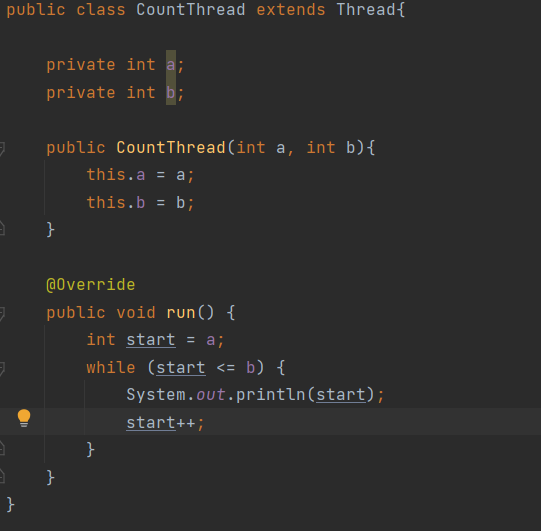 public class CountThread extends Thread{
private int a;
private int b;
public CountThread(int a, int b){
this.a = a;
this.b = b;
}
@Override
public void run() {
int start = a;
while (start <= b) {
System.out.println(start);
start++;
}
}
}